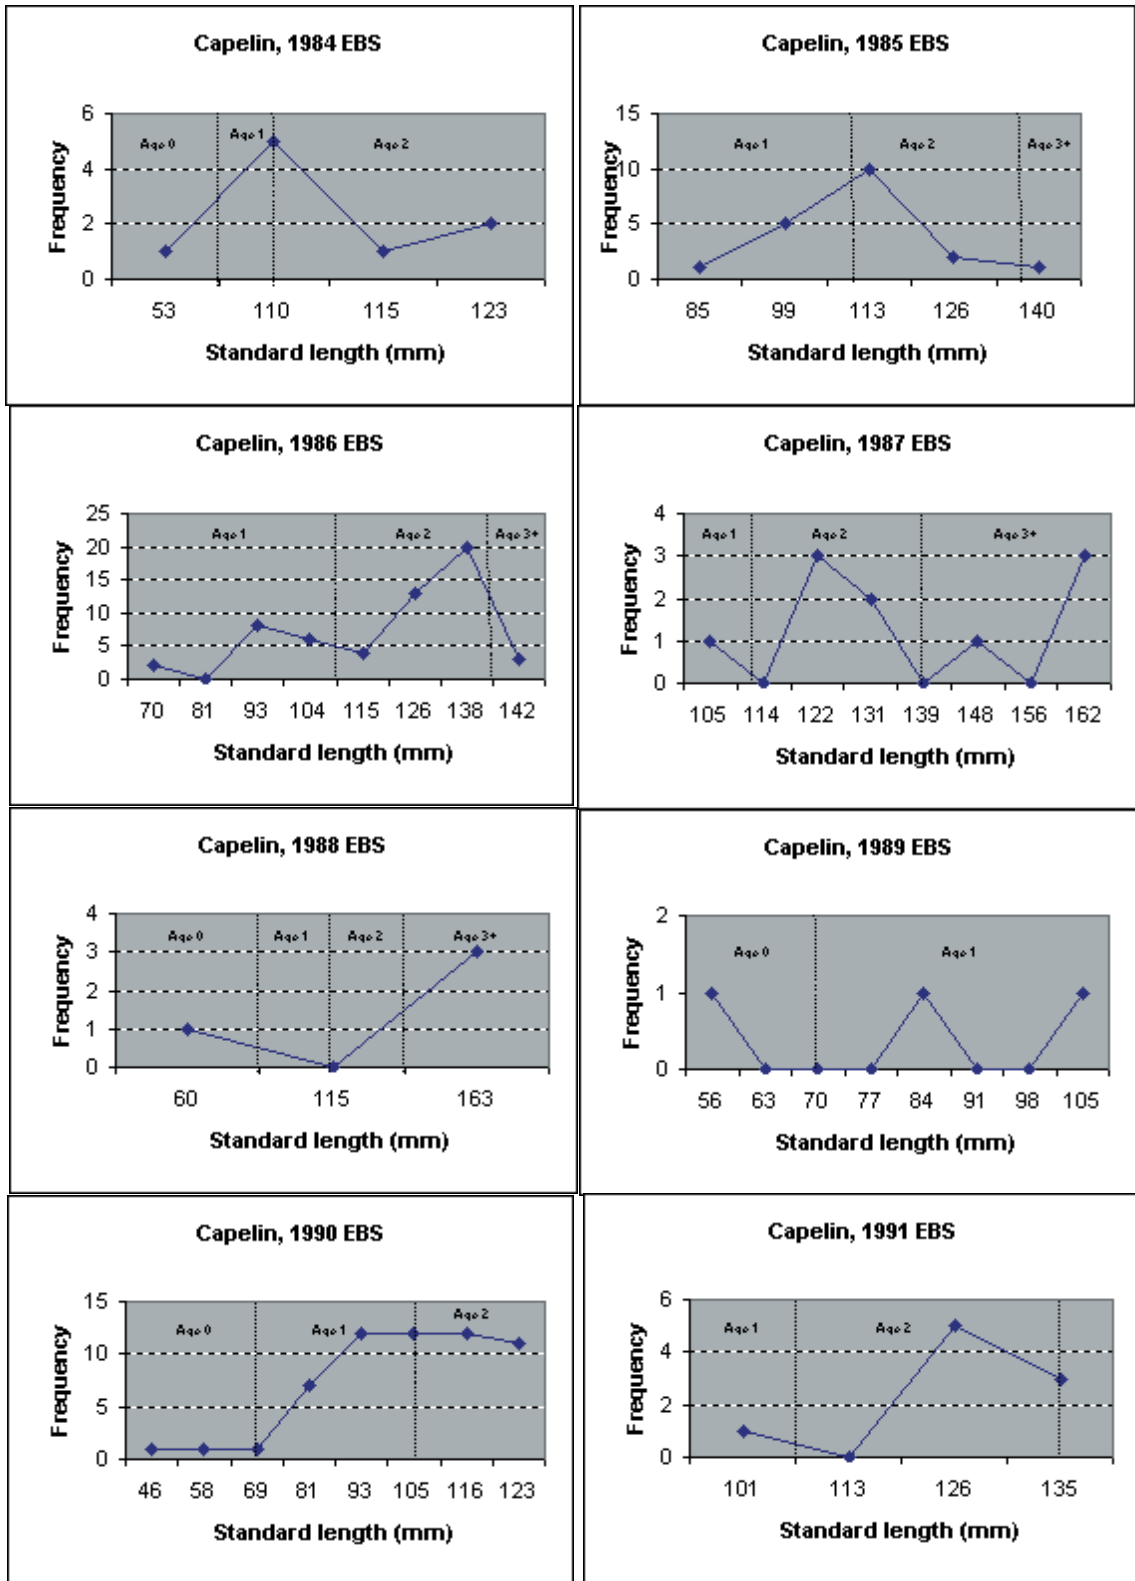 Capelin, 1984 EBS
Frequency
6
4
2
0
Age 0
Age 1
Age 2
53 110 115 123
Standard length (mm)
Capelin, 1985 EBS
Frequency
15
10
5
0
Age 1
Age 2
Age 3+
85 99 113 126 140
Standard length (mm)
Capelin, 1986 EBS
Frequency
25
20
15
10
5
0
Age 1
Age 2
Age 3+
70 81 93 104 115 126 138 142
Standard length (mm)
Capelin, 1987 EBS
Frequency
4
3
2
1
0
Age 1
Age 2
Age 3+
105 114 122 131 139 148 156 162
Standard length (mm)
Capelin, 1988 EBS
Frequency
4
3
2
1
0
Age 0
Age 1
Age 2
Age 3+
60 115 163
Standard length (mm)
Capelin, 1989 EBS
Frequency
2
1
0
Age 0
Age 1
56 63 70 77 84 91 98 105
Standard length (mm)
Capelin, 1990 EBS
Frequency
15
10
5
0
Age 0
Age 1
Age 2
46 58 69 81 93 105 116 123
Standard length (mm)
Capelin, 1991 EBS
Frequency
6
4
2
0
Age 1
Age 2
101 113 126 135
Standard length (mm)